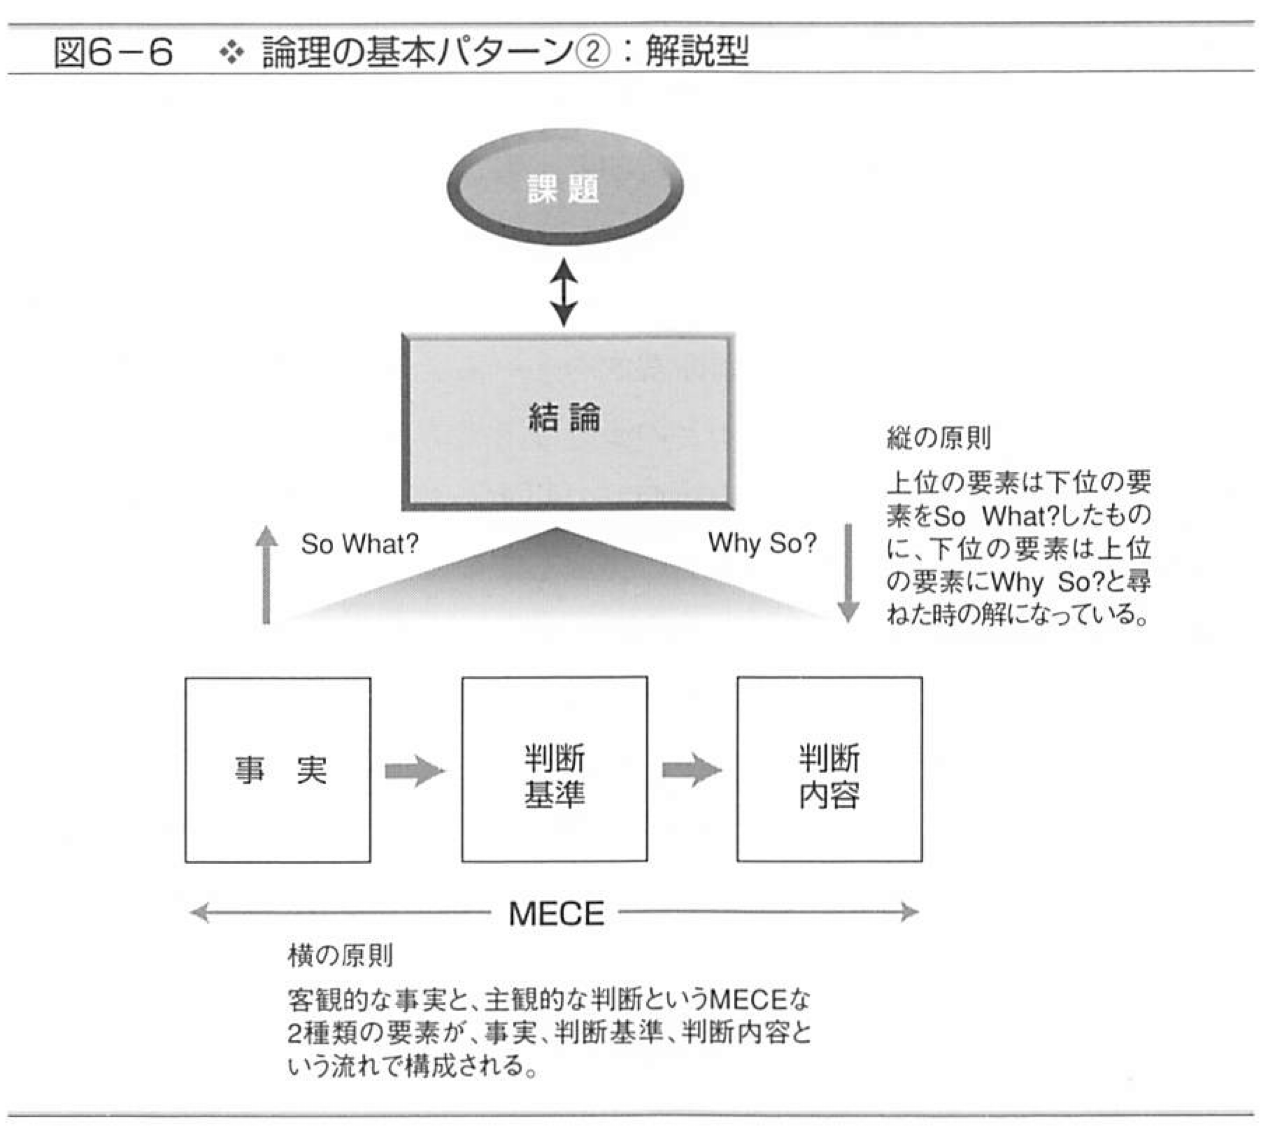 図6-6 ❖ 論理の基本パターン②：解説型
課題
結論
So What?
Why So?
縦の原則
上位の要素は下位の要
素をSo What?したもの
に、下位の要素は上位
の要素にWhy So?と尋
ねた時の解になっている。
事 実
判断
基準
判断
内容
MECE
横の原則
客観的な事実と、主観的な判断というMECEな
2種類の要素が、事実、判断基準、判断内容と
いう流れで構成される。